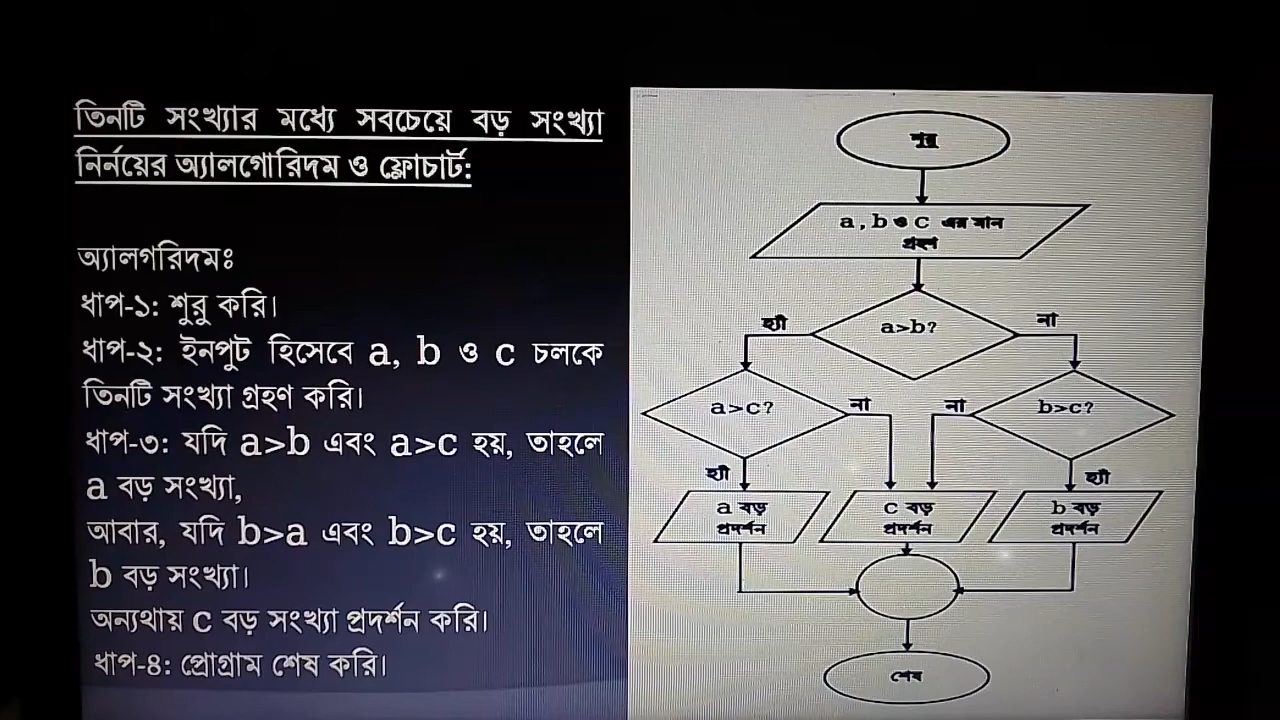 তিনটি সংখ্যার মধ্যে সবচেয়ে বড় সংখ্যা
নির্নয়ের অ্যালগোরিদম ও ফ্লোচার্ট:
অ্যালগরিদমঃ
ধাপ-১: শুরু করি।
ধাপ-২: ইনপুট হিসেবে a, b ও c চলকে
তিনটি সংখ্যা গ্রহণ করি।
ধাপ-৩: যদি a>b এবং a>c হয়, তাহলে
a বড় সংখ্যা,
আবার, যদি b>a এবং b>c হয়, তাহলে
b বড় সংখ্যা।
অন্যথায় c বড় সংখ্যা প্রদর্শন করি।
ধাপ-৪: প্রোগ্রাম শেষ করি।
শুরু
a, b ও c এর মান
গ্রহণ
a>b?
হ্যাঁ
না
a>c?
না
না
b>c?
হ্যাঁ
হ্যাঁ
a বড়
প্রদর্শন
c বড়
প্রদর্শন
b বড়
প্রদর্শন
শেষ